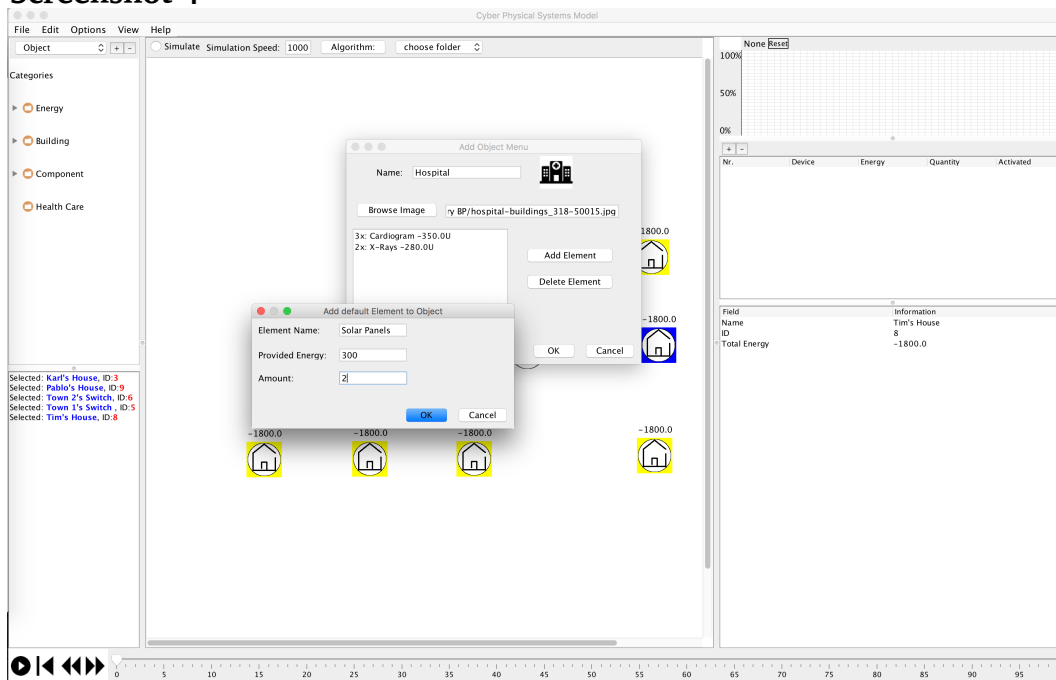 Cyber Physical Systems Model
File Edit Options View Help
Object + -
Simulate Simulation Speed: 1000 Algorithm: choose folder
Categories
Energy
Building
Component
Health Care
Selected: Karl's House, ID:3
Selected: Pablo's House, ID:9
Selected: Town 2's Switch, ID:6
Selected: Town 1's Switch , ID:5
Selected: Tim's House, ID:8
Add Object Menu
Name: Hospital
Browse Image ry BP/hospital-buildings_318-50015.jpg
3x: Cardiogram -350.0U
2x: X-Rays -280.0U
Add Element
Delete Element
OK Cancel
Add default Element to Object
Element Name: Solar Panels
Provided Energy: 300
Amount: 2
OK Cancel
1800.0
-1800.0
-1800.0 -1800.0 -1800.0 -1800.0
None Reset
100%
50%
0%
+ -
Nr. Device Energy Quantity Activated
Field Information
Name Tim's House
ID 8
Total Energy -1800.0
0 5 10 15 20 25 30 35 40 45 50 55 60 65 70 75 80 85 90 95